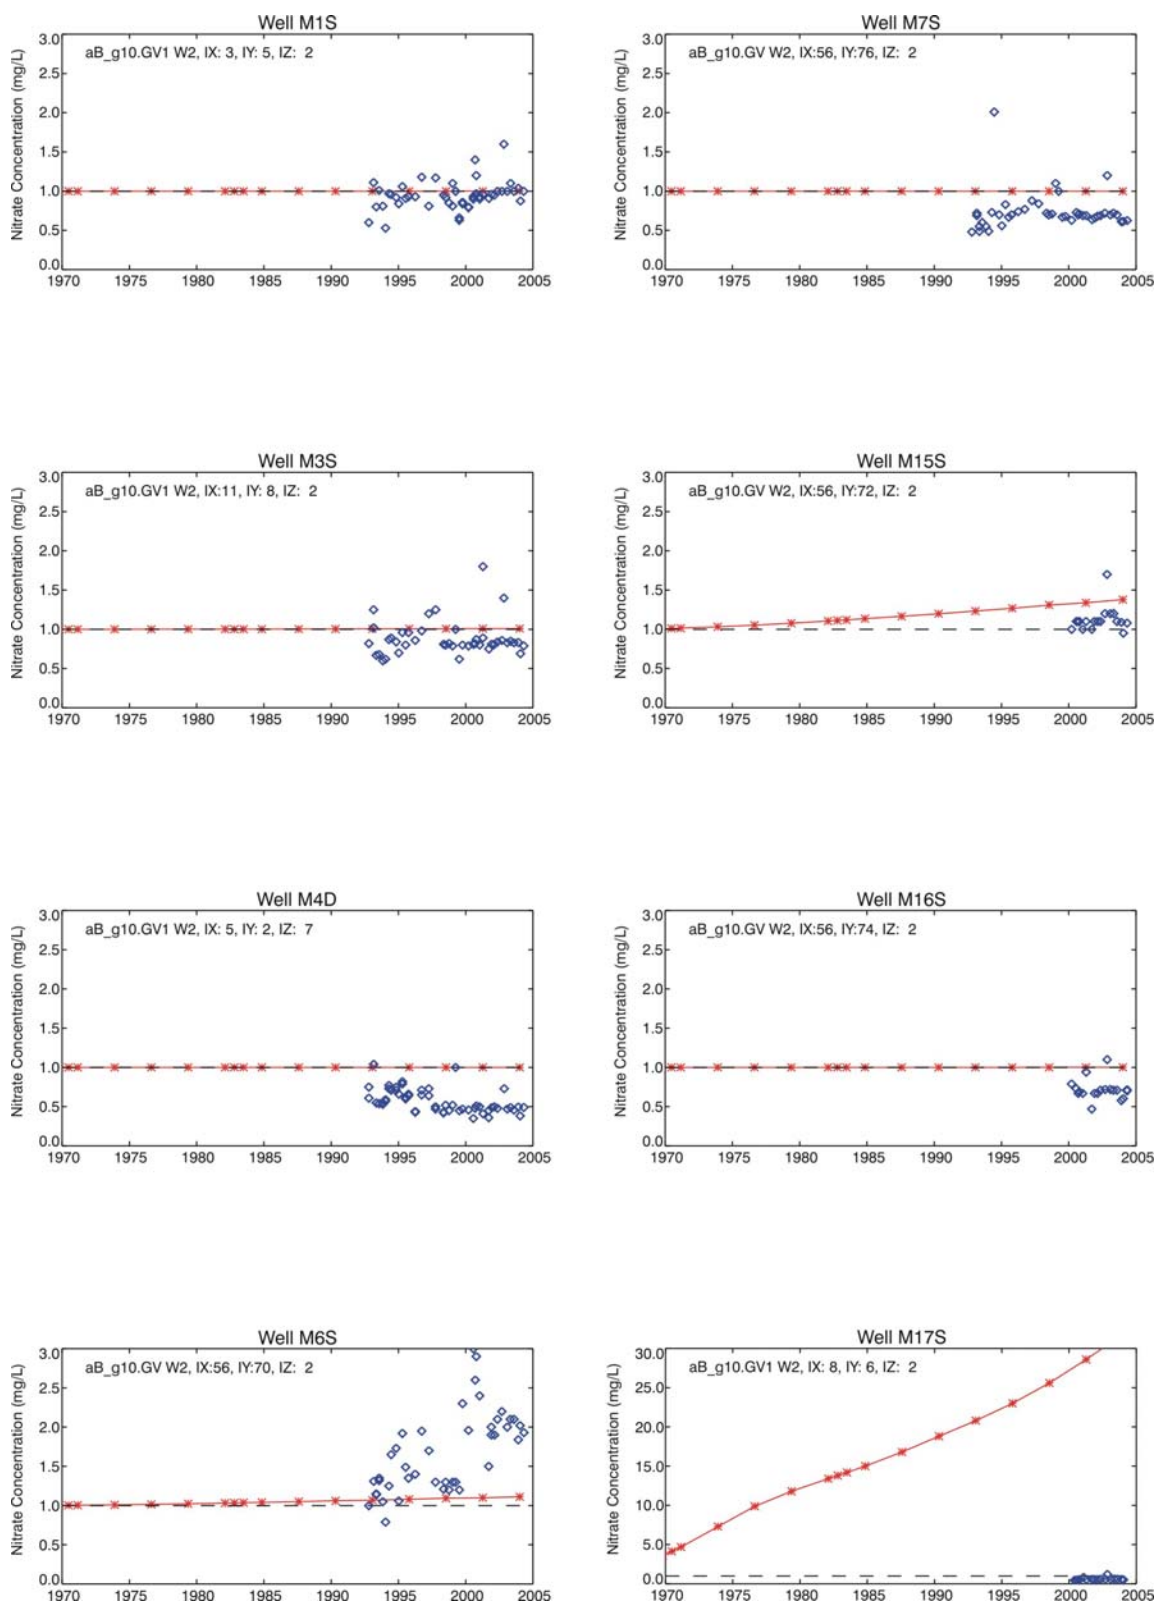 Well M1S
aB_g10.GV1 W2, IX: 3, IY: 5, IZ: 2
Nitrate Concentration (mg/L)
3.0
2.5
2.0
1.5
1.0
0.5
0.0
1970 1975 1980 1985 1990 1995 2000 2005
Well M7S
aB_g10.GV W2, IX:56, IY:76, IZ: 2
Nitrate Concentration (mg/L)
3.0
2.5
2.0
1.5
1.0
0.5
0.0
1970 1975 1980 1985 1990 1995 2000 2005
Well M3S
aB_g10.GV1 W2, IX:11, IY: 8, IZ: 2
Nitrate Concentration (mg/L)
3.0
2.5
2.0
1.5
1.0
0.5
0.0
1970 1975 1980 1985 1990 1995 2000 2005
Well M15S
aB_g10.GV W2, IX:56, IY:72, IZ: 2
Nitrate Concentration (mg/L)
3.0
2.5
2.0
1.5
1.0
0.5
0.0
1970 1975 1980 1985 1990 1995 2000 2005
Well M4D
aB_g10.GV1 W2, IX: 5, IY: 2, IZ: 7
Nitrate Concentration (mg/L)
3.0
2.5
2.0
1.5
1.0
0.5
0.0
1970 1975 1980 1985 1990 1995 2000 2005
Well M16S
aB_g10.GV W2, IX:56, IY:74, IZ: 2
Nitrate Concentration (mg/L)
3.0
2.5
2.0
1.5
1.0
0.5
0.0
1970 1975 1980 1985 1990 1995 2000 2005
Well M6S
aB_g10.GV W2, IX:56, IY:70, IZ: 2
Nitrate Concentration (mg/L)
3.0
2.5
2.0
1.5
1.0
0.5
0.0
1970 1975 1980 1985 1990 1995 2000 2005
Well M17S
aB_g10.GV1 W2, IX: 8, IY: 6, IZ: 2
Nitrate Concentration (mg/L)
30.0
25.0
20.0
15.0
10.0
5.0
0.0
1970 1975 1980 1985 1990 1995 2000 2005